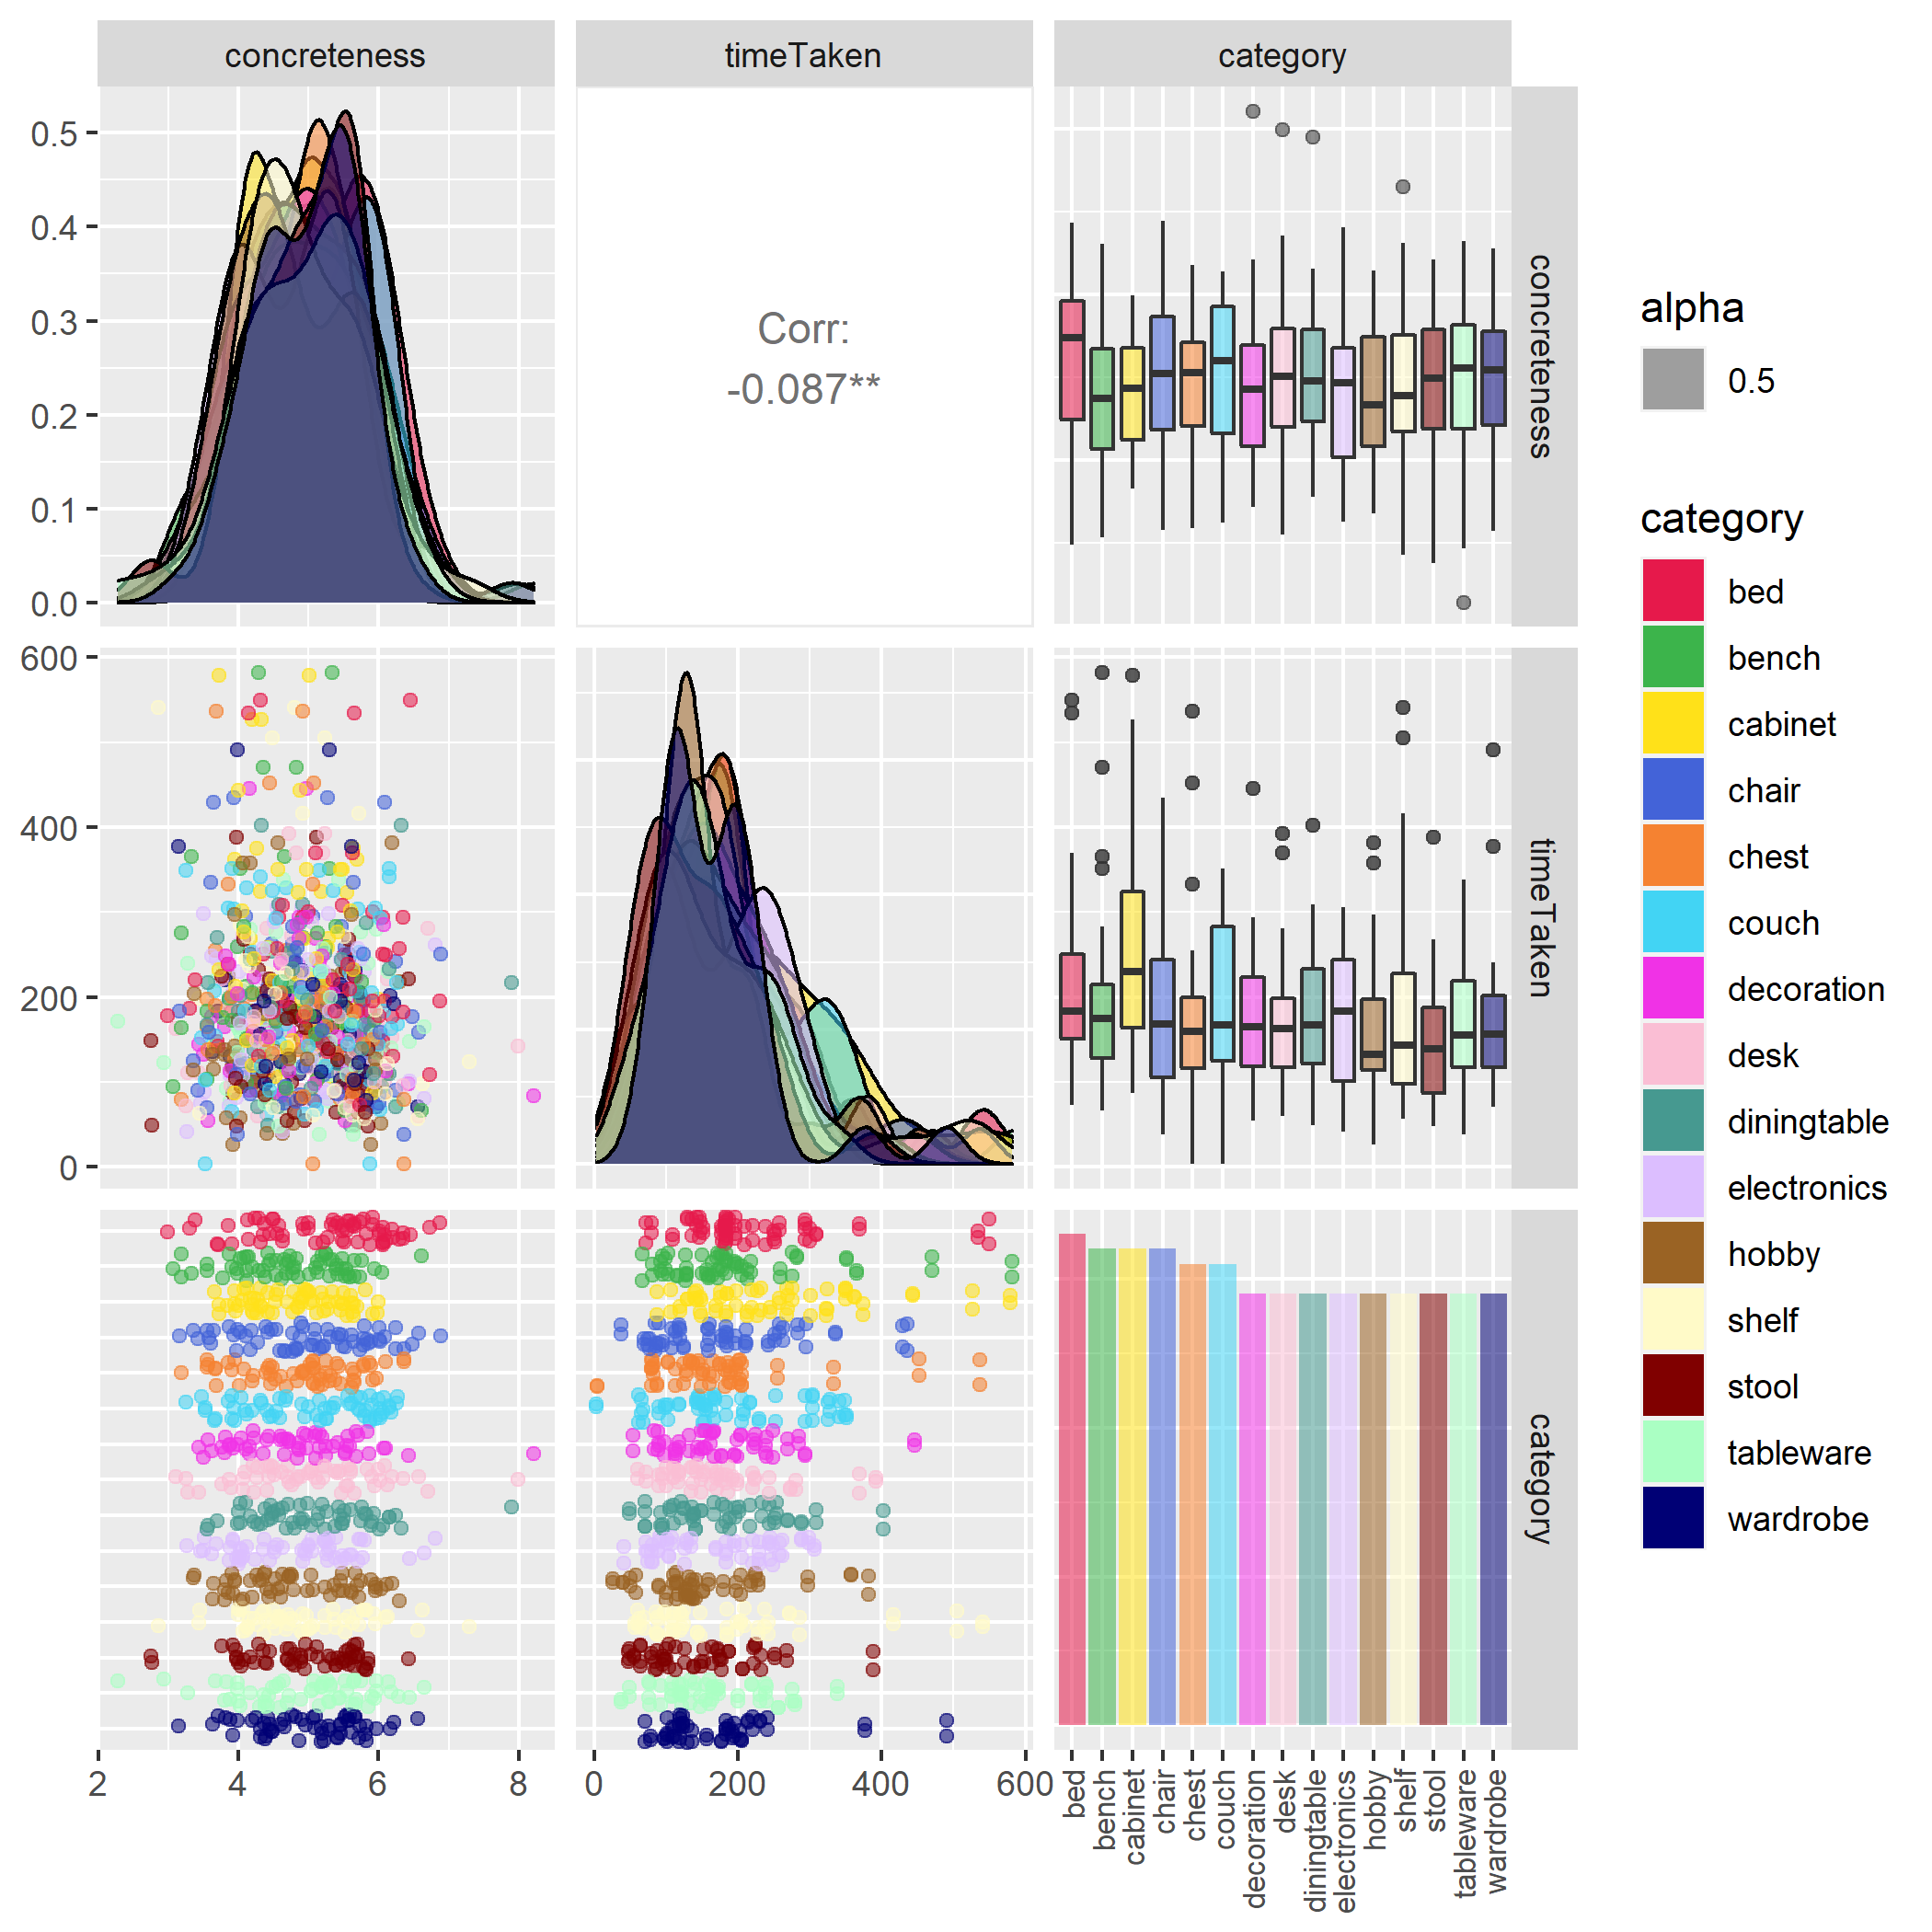 concreteness
timeTaken
category
0.5
0.4
0.3
0.2
0.1
0.0
Corr:
-0.087**
concreteness
600
400
200
0
timeTaken
category
2
4
6
8
0
200
400
600
bed
bench
cabinet
chair
chest
couch
decoration
desk
diningtable
electronics
hobby
shelf
stool
tableware
wardrobe
alpha
0.5
category
bed
bench
cabinet
chair
chest
couch
decoration
desk
diningtable
electronics
hobby
shelf
stool
tableware
wardrobe